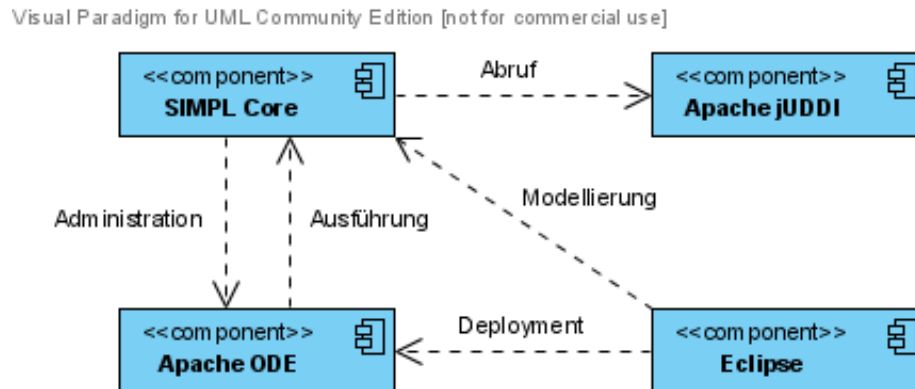 Visual Paradigm for UML Community Edition [not for commercial use]
<<component>>
SIMPL Core
Abruf
<<component>>
Apache jUDDI
Administration
Ausführung
Modellierung
<<component>>
Apache ODE
Deployment
<<component>>
Eclipse